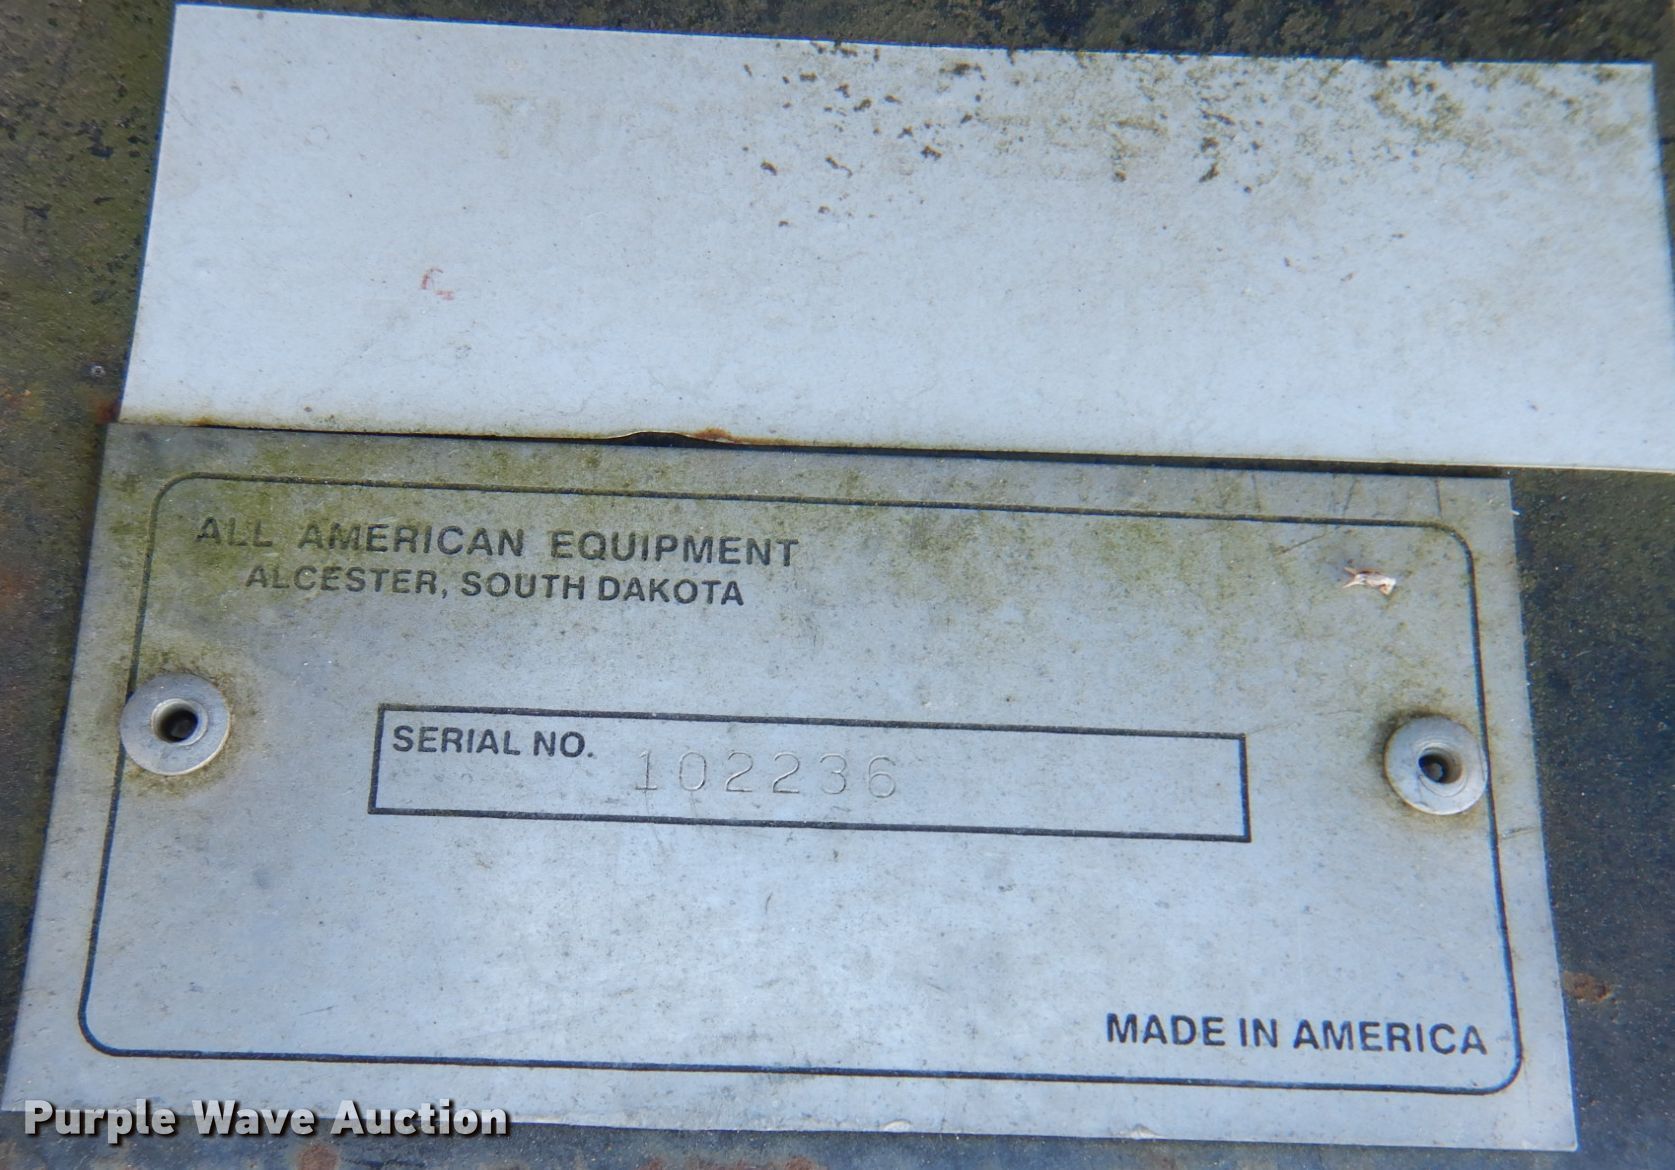 ALL AMERICAN EQUIPMENT
ALCESTER, SOUTH DAKOTA
SERIAL NO. 102236
MADE IN AMERICA
Purple Wave Auction